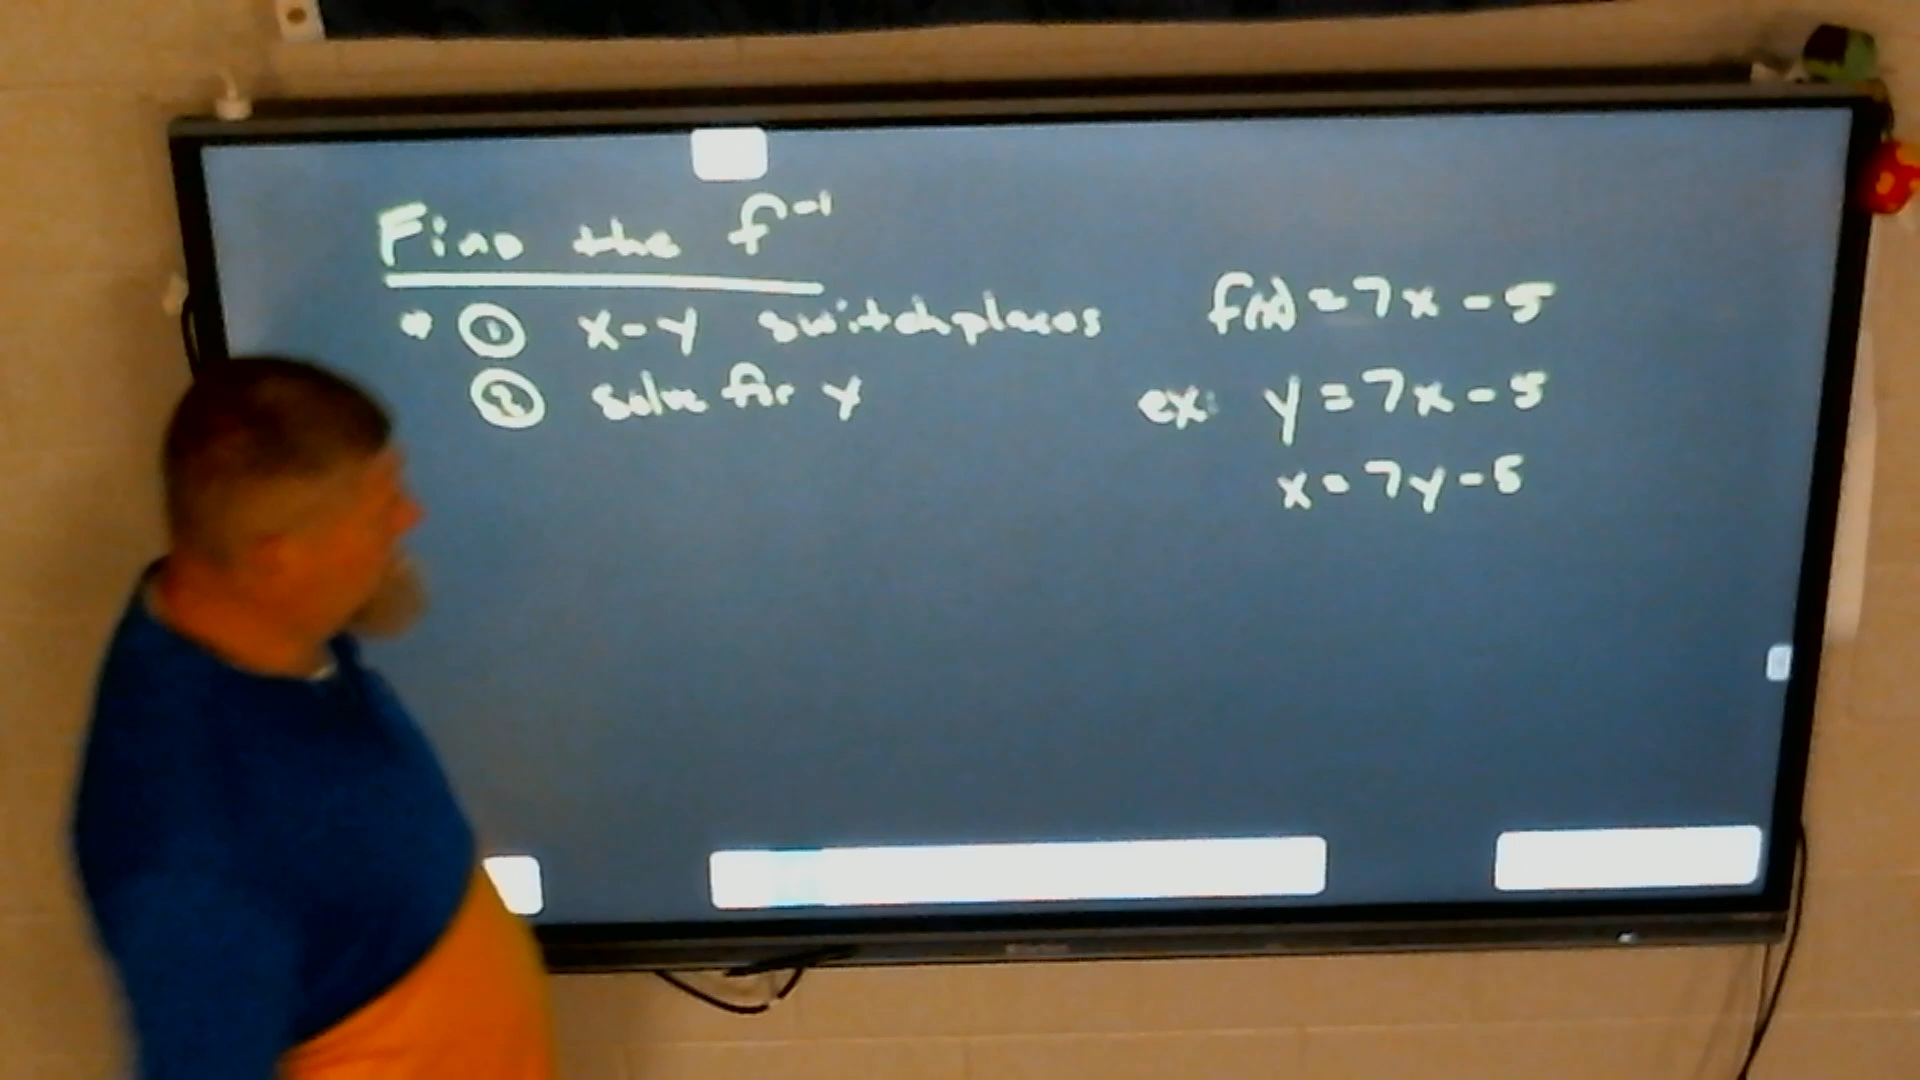 Find the f⁻¹
① x-y switch places
② solve for y
f(x) = 7x - 5
ex: y = 7x - 5
x = 7y - 5